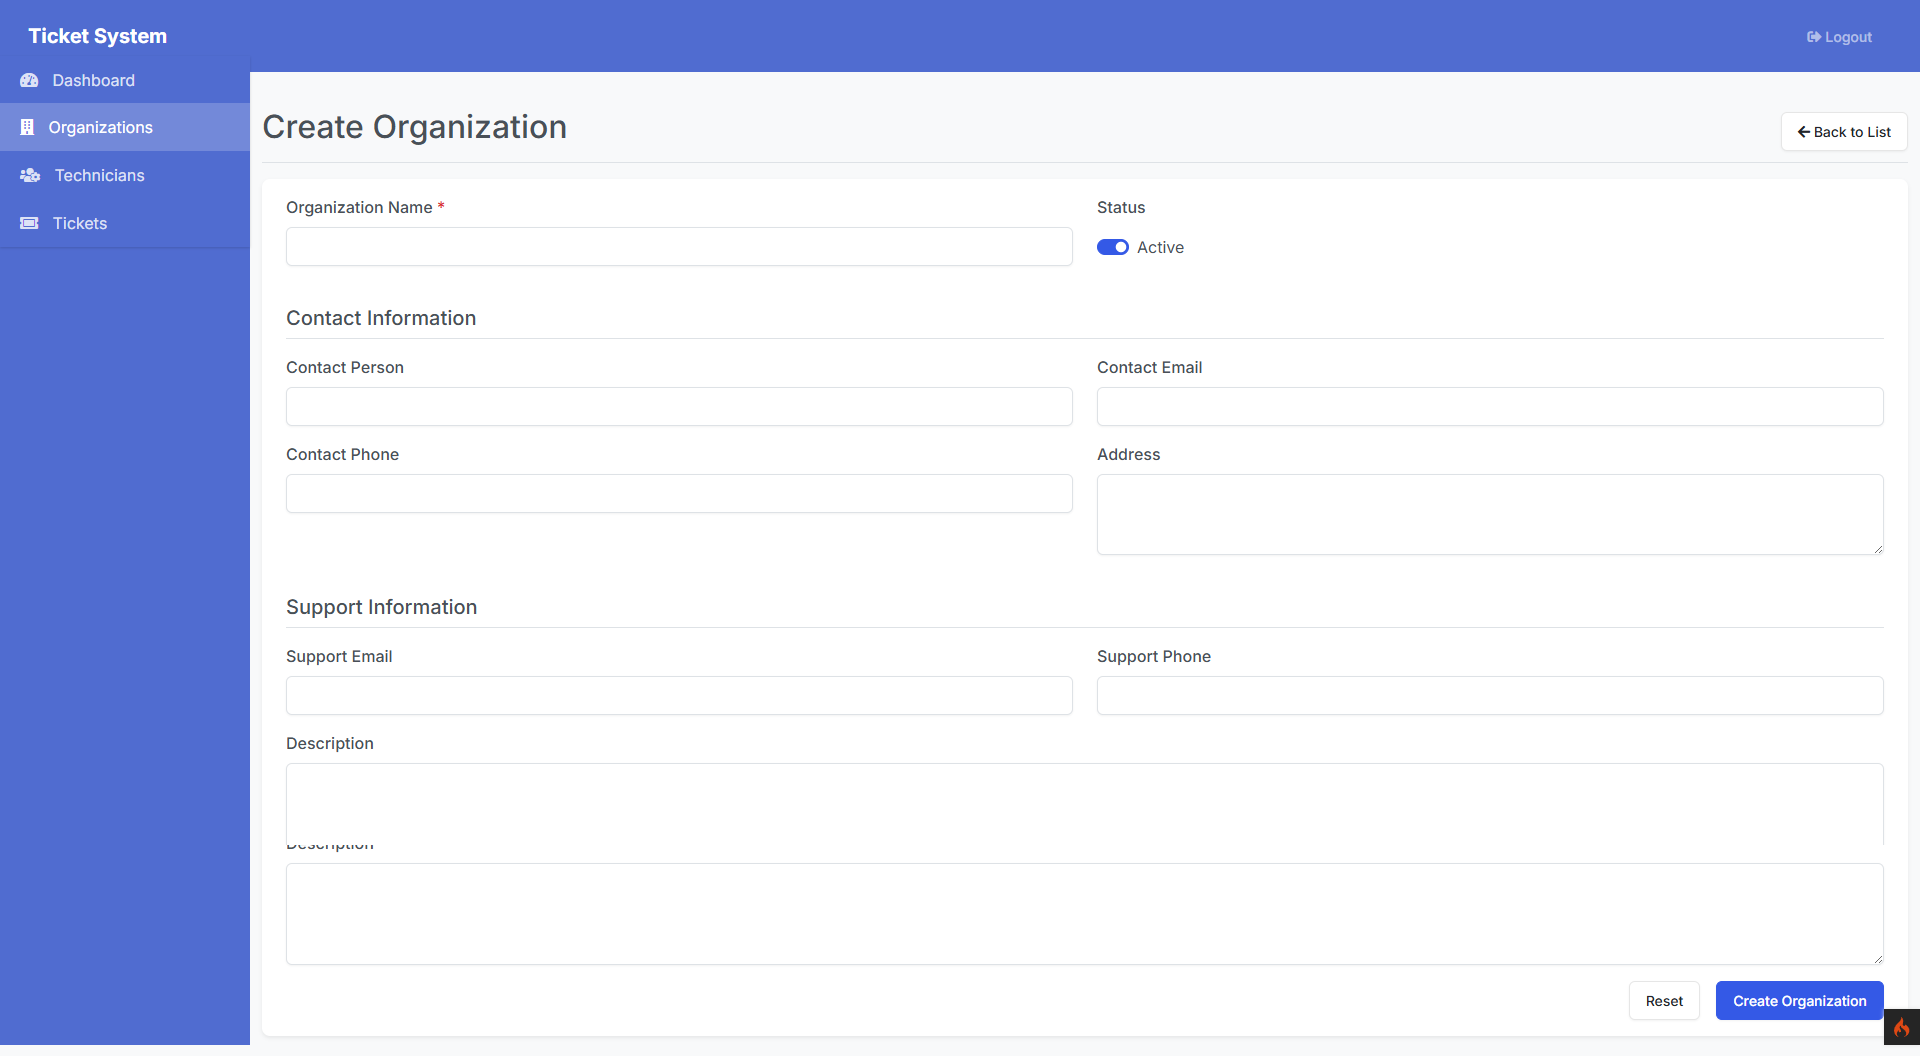 Ticket System
Logout
Dashboard
Organizations
Technicians
Tickets
Create Organization
Back to List
Organization Name *
Status
Active
Contact Information
Contact Person
Contact Email
Contact Phone
Address
Support Information
Support Email
Support Phone
Description
Description
Reset
Create Organization